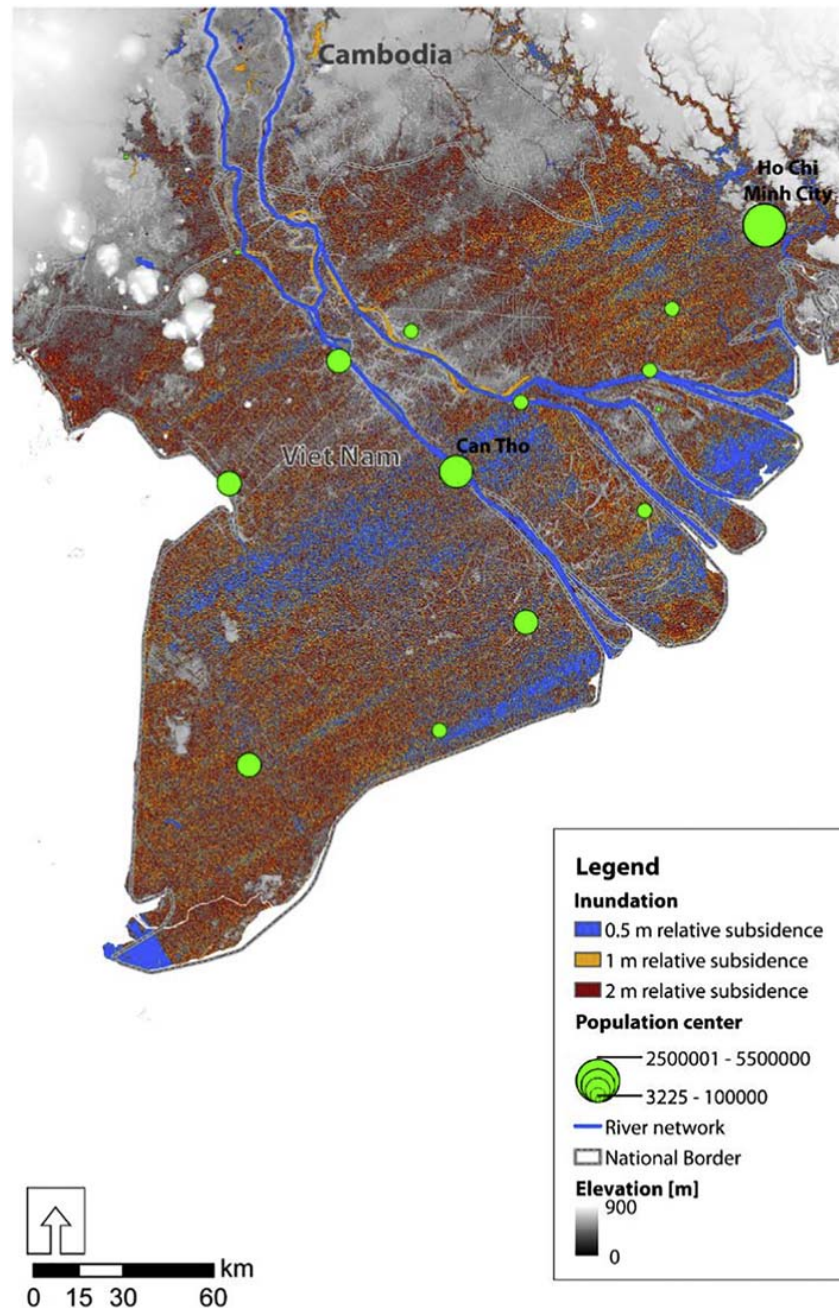 Cambodia
Ho Chi
Minh City
Can Tho
Viet Nam
Legend
Inundation
0.5 m relative subsidence
1 m relative subsidence
2 m relative subsidence
Population center
2500001 - 5500000
3225 - 100000
River network
National Border
Elevation [m]
900
0
km
0 15 30 60